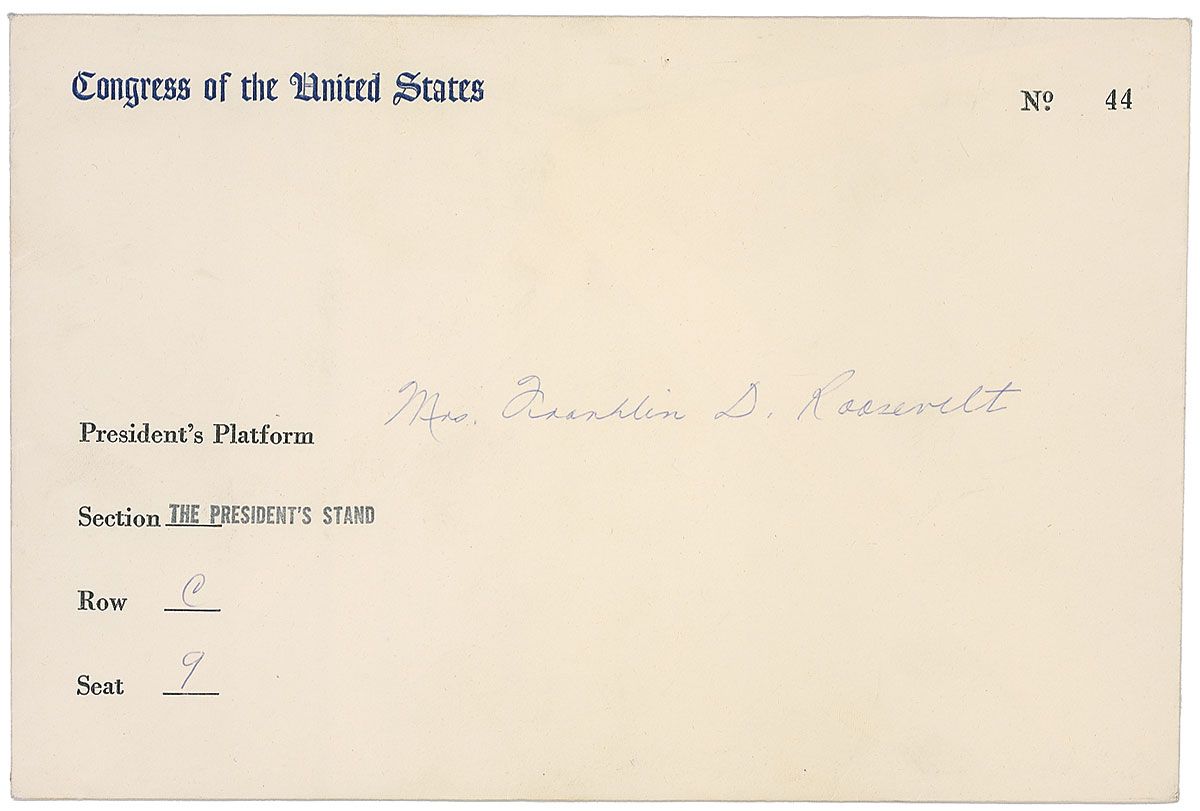 Congress of the United States
Nº 44
Mrs. Franklin D. Roosevelt
President's Platform
Section THE PRESIDENT'S STAND
Row C
Seat 9